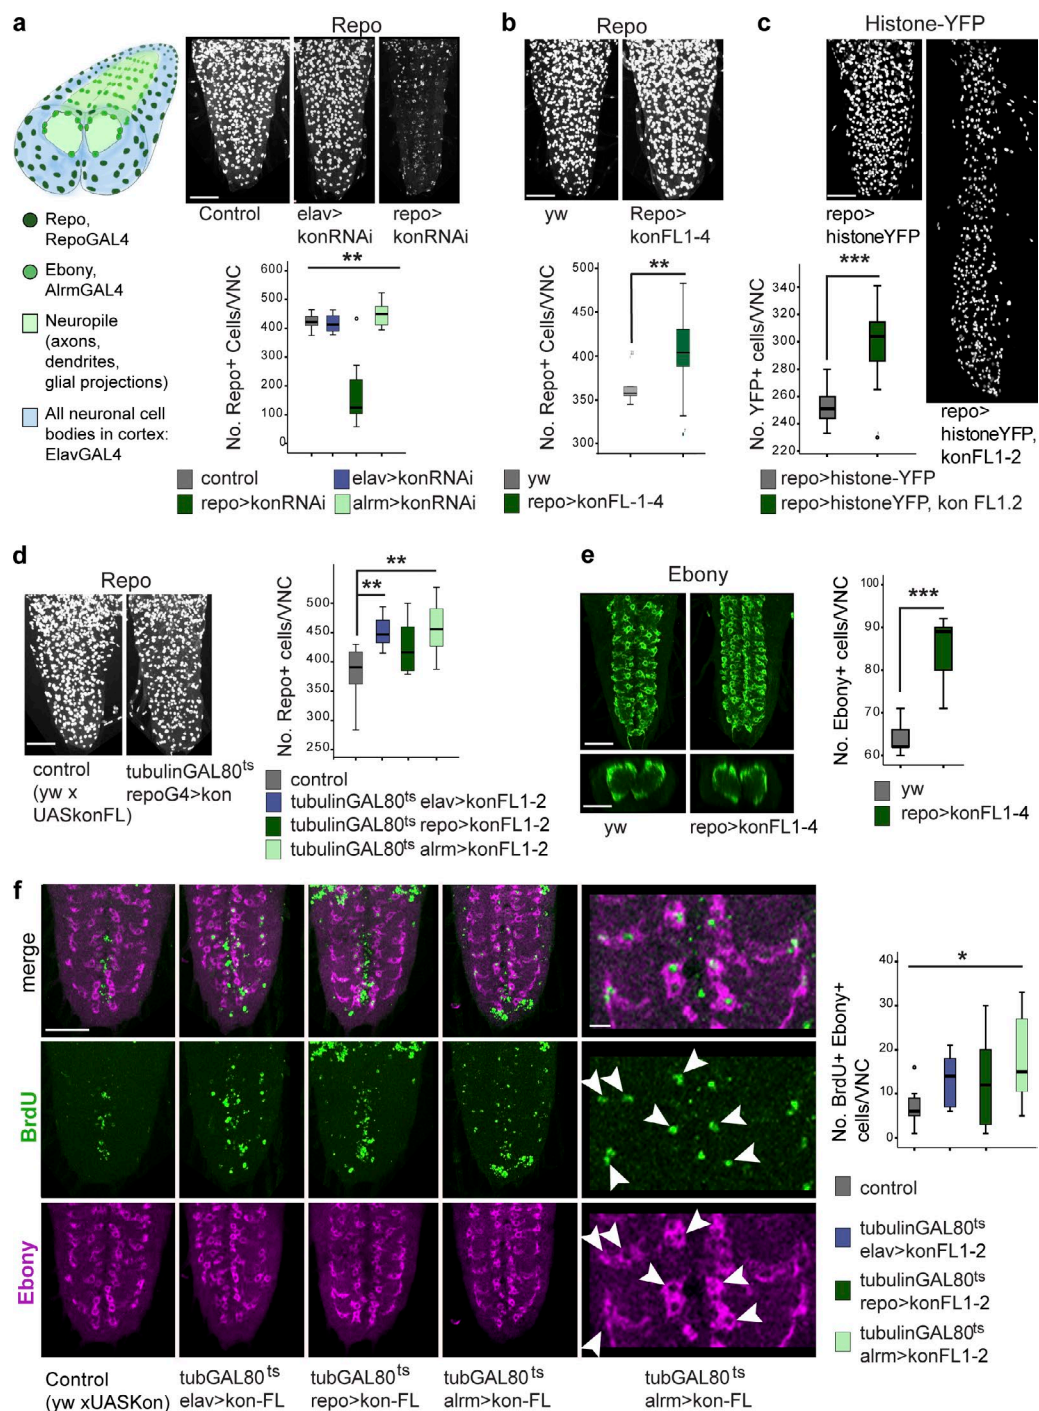 a
Repo
Control
elav>
konRNAi
repo>
konRNAi
Repo,
RepoGAL4
Ebony,
AlrmGAL4
Neuropile
(axons,
dendrites,
glial projections)
All neuronal cell
bodies in cortex:
ElavGAL4
No. Repo+ Cells/VNC
600
500
400
300
200
100
0
**
control
elav>konRNAi
repo>konRNAi
alrm>konRNAi
b
Repo
yw
Repo>
konFL1-4
No. Repo+ Cells/VNC
500
450
400
350
300
**
yw
repo>konFL-1-4
c
Histone-YFP
repo>
histoneYFP
repo>
histoneYFP,
konFL1-2
No. YFP+ cells/VNC
340
320
300
280
260
240
220
***
repo>histone-YFP
repo>histoneYFP, kon FL1.2
d
Repo
control
(yw x
UASkonFL)
tubulinGAL80ts
repoG4>kon
No. Repo+ cells/VNC
500
450
400
350
300
250
**
**
control
tubulinGAL80ts elav>konFL1-2
tubulinGAL80ts repo>konFL1-2
tubulinGAL80ts alrm>konFL1-2
e
Ebony
yw
repo>konFL1-4
No. Ebony+ cells/VNC
90
80
70
60
***
yw
repo>konFL1-4
f
merge
BrdU
Ebony
Control
(yw xUASKon)
tubGAL80ts
elav>kon-FL
tubGAL80ts
repo>kon-FL
tubGAL80ts
alrm>kon-FL
tubGAL80ts
alrm>kon-FL
No. BrdU+ Ebony+
cells/VNC
40
30
20
10
0
*
control
tubulinGAL80ts
elav>konFL1-2
tubulinGAL80ts
repo>konFL1-2
tubulinGAL80ts
alrm>konFL1-2